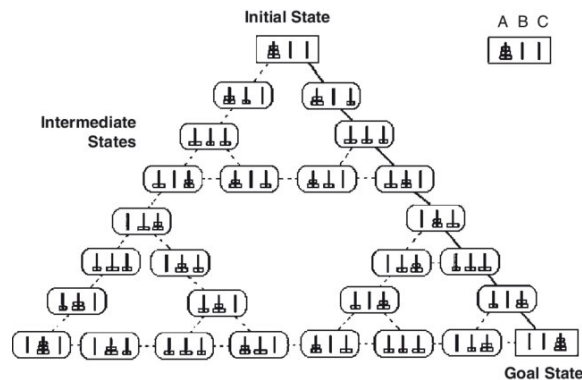 Initial State
A B C
Intermediate
States
Goal State